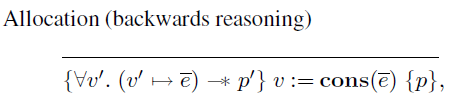 Allocation (backwards reasoning)
{∀v′. (v′ ↦ e̅) −∗ p′} v := cons(e̅) {p},